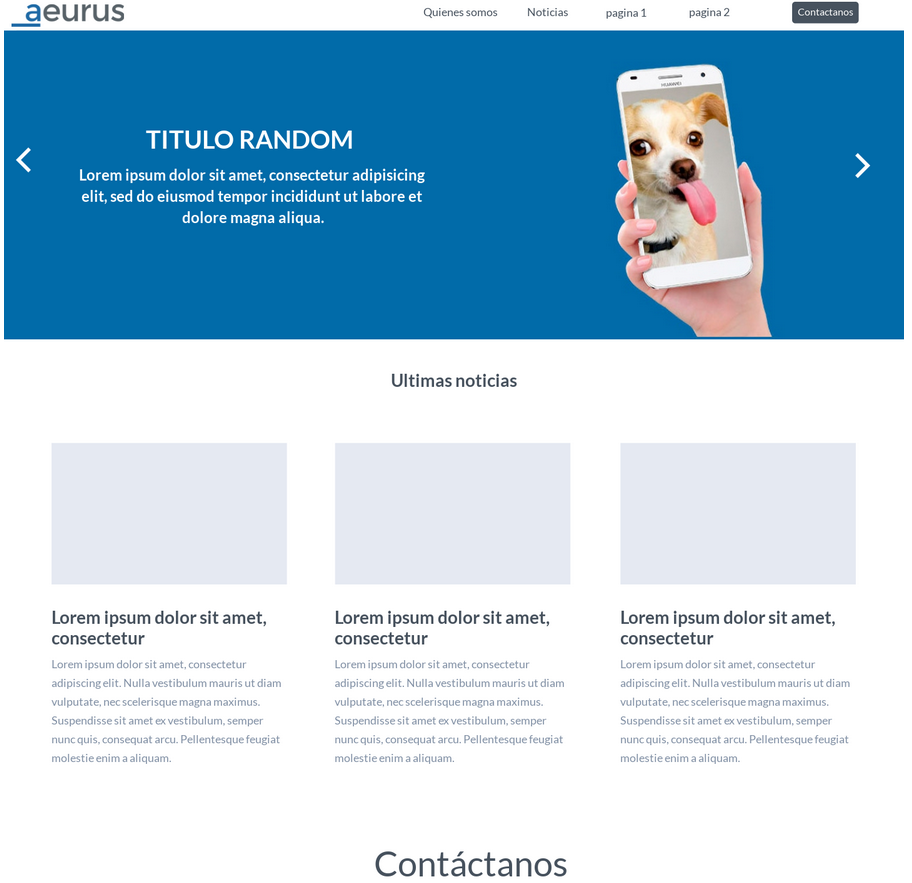 aeurus
Quienes somos Noticias pagina 1 pagina 2 Contactanos
HUAWEI
TITULO RANDOM
Lorem ipsum dolor sit amet, consectetur adipisicing
elit, sed do eiusmod tempor incididunt ut labore et
dolore magna aliqua.
Ultimas noticias
Lorem ipsum dolor sit amet,
consectetur
Lorem ipsum dolor sit amet, consectetur
adipiscing elit. Nulla vestibulum mauris ut diam
vulputate, nec scelerisque magna maximus.
Suspendisse sit amet ex vestibulum, semper
nunc quis, consequat arcu. Pellentesque feugiat
molestie enim a aliquam.
Lorem ipsum dolor sit amet,
consectetur
Lorem ipsum dolor sit amet, consectetur
adipiscing elit. Nulla vestibulum mauris ut diam
vulputate, nec scelerisque magna maximus.
Suspendisse sit amet ex vestibulum, semper
nunc quis, consequat arcu. Pellentesque feugiat
molestie enim a aliquam.
Lorem ipsum dolor sit amet,
consectetur
Lorem ipsum dolor sit amet, consectetur
adipiscing elit. Nulla vestibulum mauris ut diam
vulputate, nec scelerisque magna maximus.
Suspendisse sit amet ex vestibulum, semper
nunc quis, consequat arcu. Pellentesque feugiat
molestie enim a aliquam.
Contáctanos